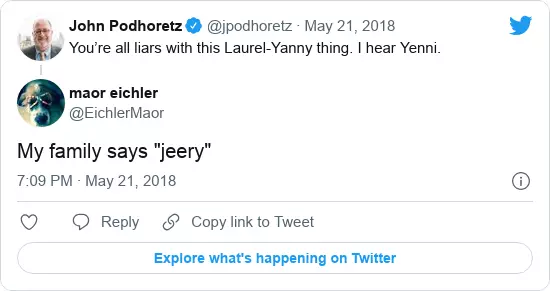 John Podhoretz @jpodhoretz · May 21, 2018
You’re all liars with this Laurel-Yanny thing. I hear Yenni.
maor eichler
@EichlerMaor
My family says "jeery"
7:09 PM · May 21, 2018
Reply Copy link to Tweet
Explore what's happening on Twitter